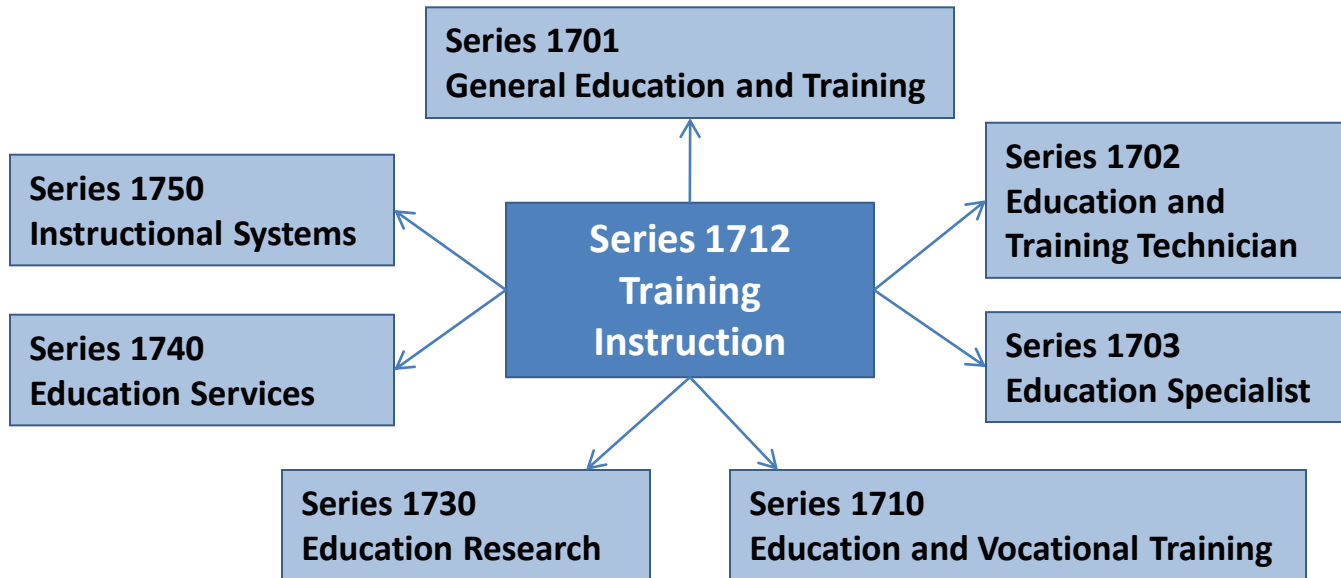 Series 1701
General Education and Training
Series 1750
Instructional Systems
Series 1702
Education and
Training Technician
Series 1712
Training
Instruction
Series 1740
Education Services
Series 1703
Education Specialist
Series 1730
Education Research
Series 1710
Education and Vocational Training